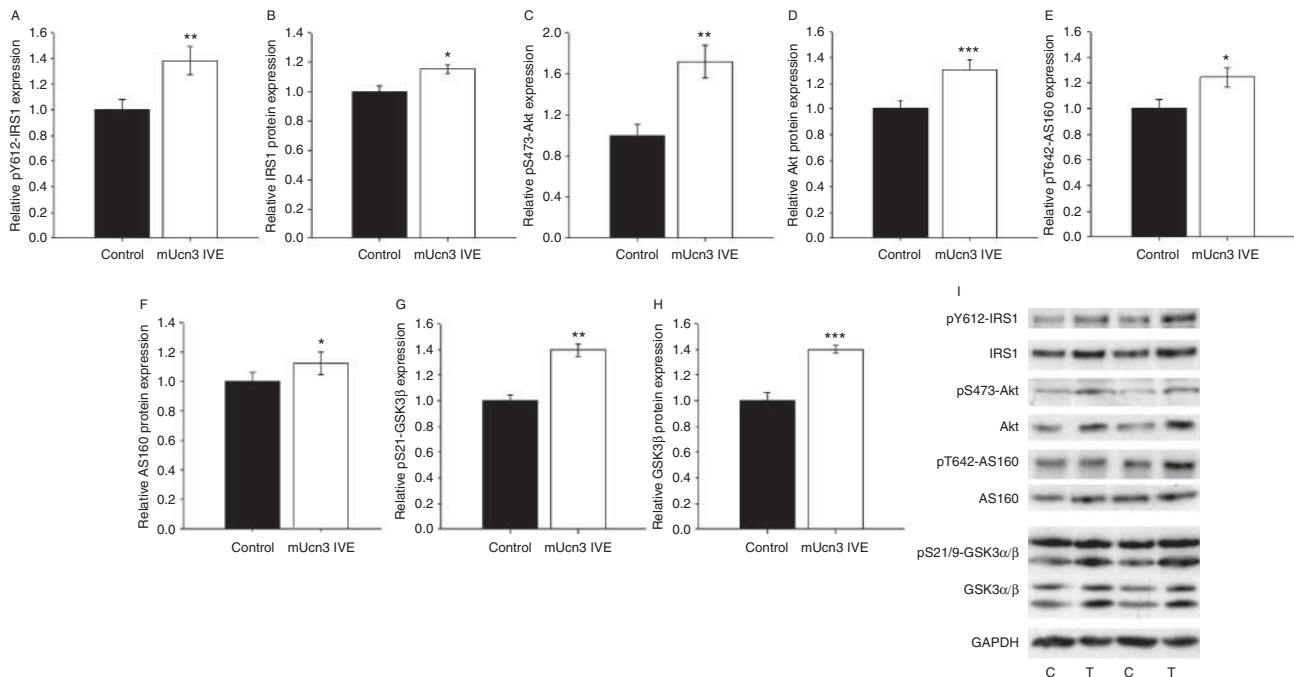 A
Relative pY612-IRS1 expression
1.6
1.4
1.2
1.0
0.8
0.6
0.4
0.2
0.0
**
Control mUcn3 IVE
B
Relative IRS1 protein expression
1.6
1.4
1.2
1.0
0.8
0.6
0.4
0.2
0.0
*
Control mUcn3 IVE
C
Relative pS473-Akt expression
2.0
1.6
1.2
0.8
0.4
0.0
**
Control mUcn3 IVE
D
Relative Akt protein expression
1.6
1.4
1.2
1.0
0.8
0.6
0.4
0.2
0.0
***
Control mUcn3 IVE
E
Relative pT642-AS160 expression
1.6
1.4
1.2
1.0
0.8
0.6
0.4
0.2
0.0
*
Control mUcn3 IVE
F
Relative AS160 protein expression
1.4
1.2
1.0
0.8
0.6
0.4
0.2
0.0
*
Control mUcn3 IVE
G
Relative pS21-GSK3β expression
1.6
1.4
1.2
1.0
0.8
0.6
0.4
0.2
0.0
**
Control mUcn3 IVE
H
Relative GSK3β protein expression
1.6
1.4
1.2
1.0
0.8
0.6
0.4
0.2
0.0
***
Control mUcn3 IVE
I
pY612-IRS1
IRS1
pS473-Akt
Akt
pT642-AS160
AS160
pS21/9-GSK3α/β
GSK3α/β
GAPDH
C T C T